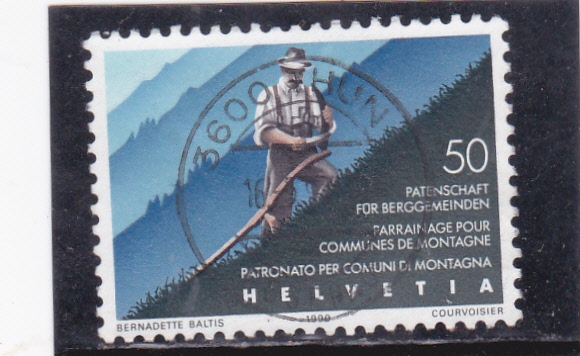 3600 THUN
16
50
PATENSCHAFT
FÜR BERGGEMEINDEN
PARRAINAGE POUR
COMMUNES DE MONTAGNE
PATRONATO PER COMUNI DI MONTAGNA
HELVETIA
BERNADETTE BALTIS
1990
COURVOISIER